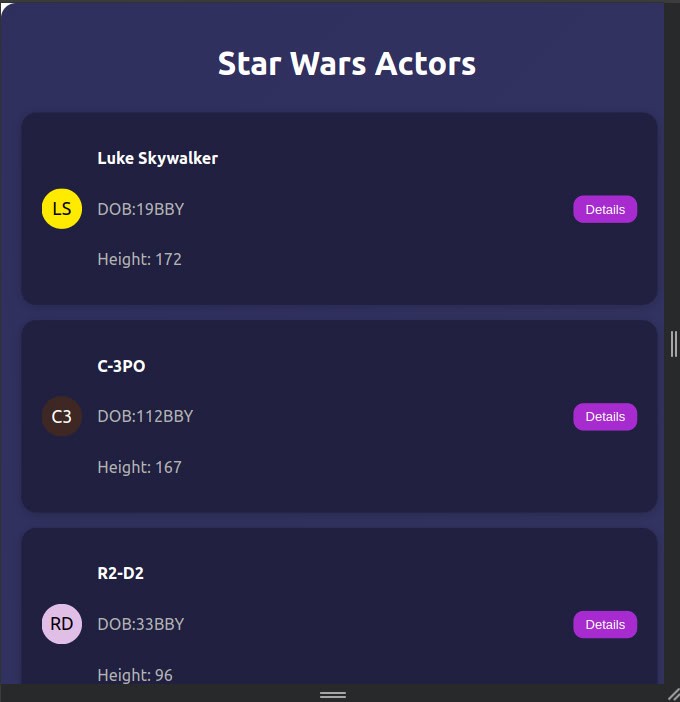 Star Wars Actors
Luke Skywalker
LS
DOB:19BBY
Details
Height: 172
C-3PO
C3
DOB:112BBY
Details
Height: 167
R2-D2
RD
DOB:33BBY
Details
Height: 96